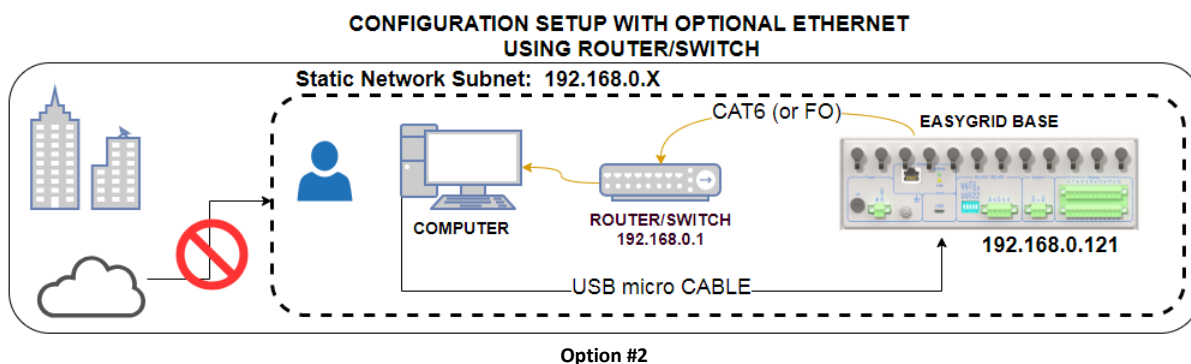 CONFIGURATION SETUP WITH OPTIONAL ETHERNET
USING ROUTER/SWITCH
Static Network Subnet:  192.168.0.X
CAT6 (or FO)
EASYGRID BASE
COMPUTER
ROUTER/SWITCH
192.168.0.1
192.168.0.121
USB micro CABLE
Option #2